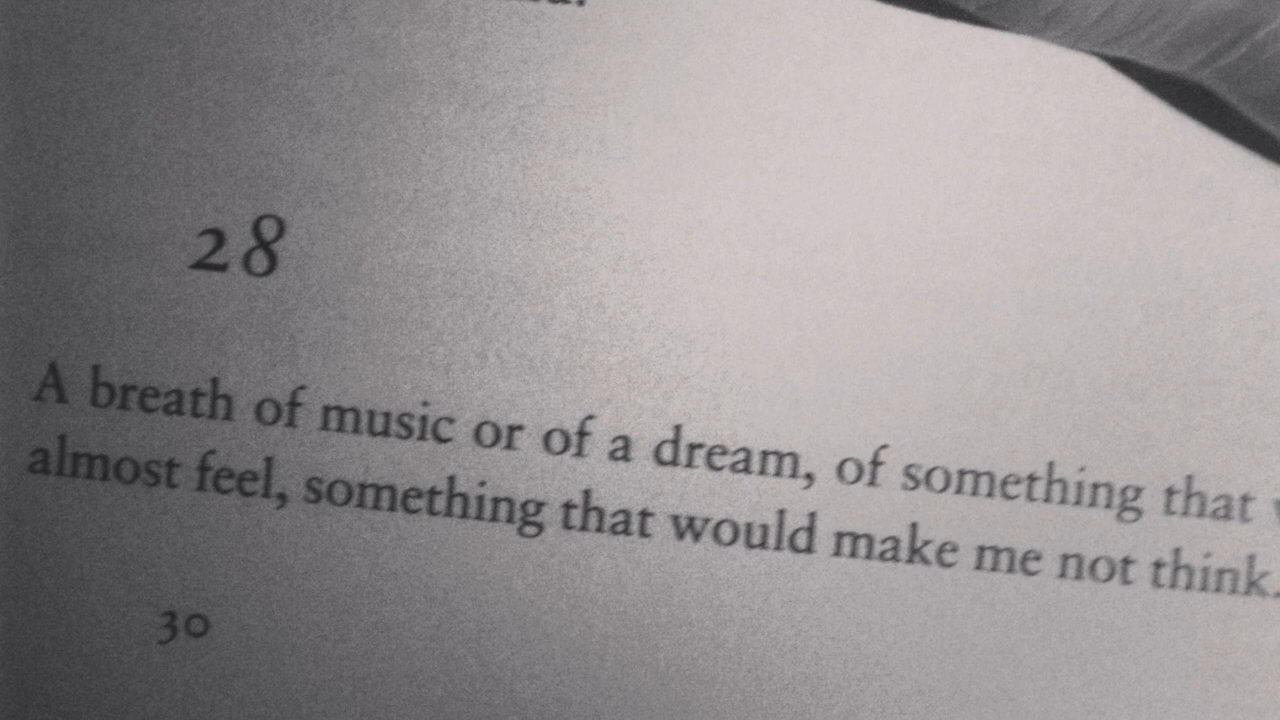 28
A breath of music or of a dream, of something that
almost feel, something that would make me not think.
30